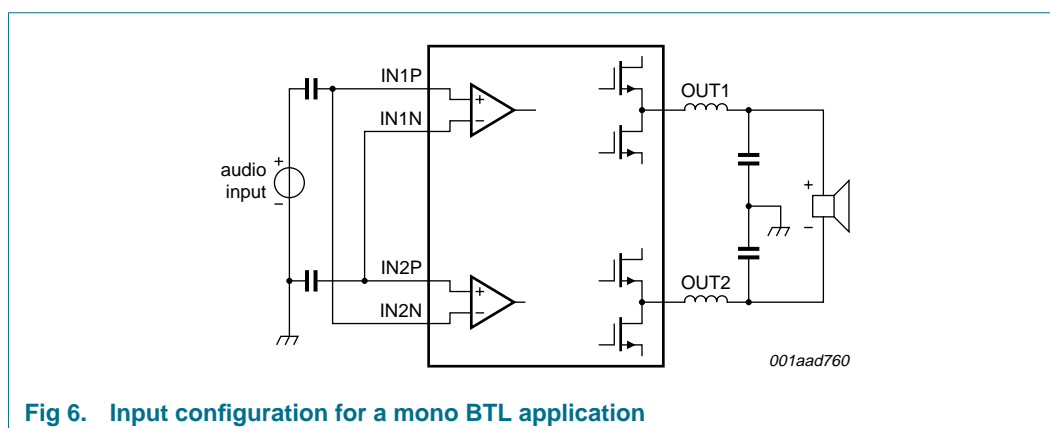 IN1P
IN1N
OUT1
+
−
audio
input
+
−
+
−
IN2P
IN2N
+
−
OUT2
001aad760
Fig 6. Input configuration for a mono BTL application